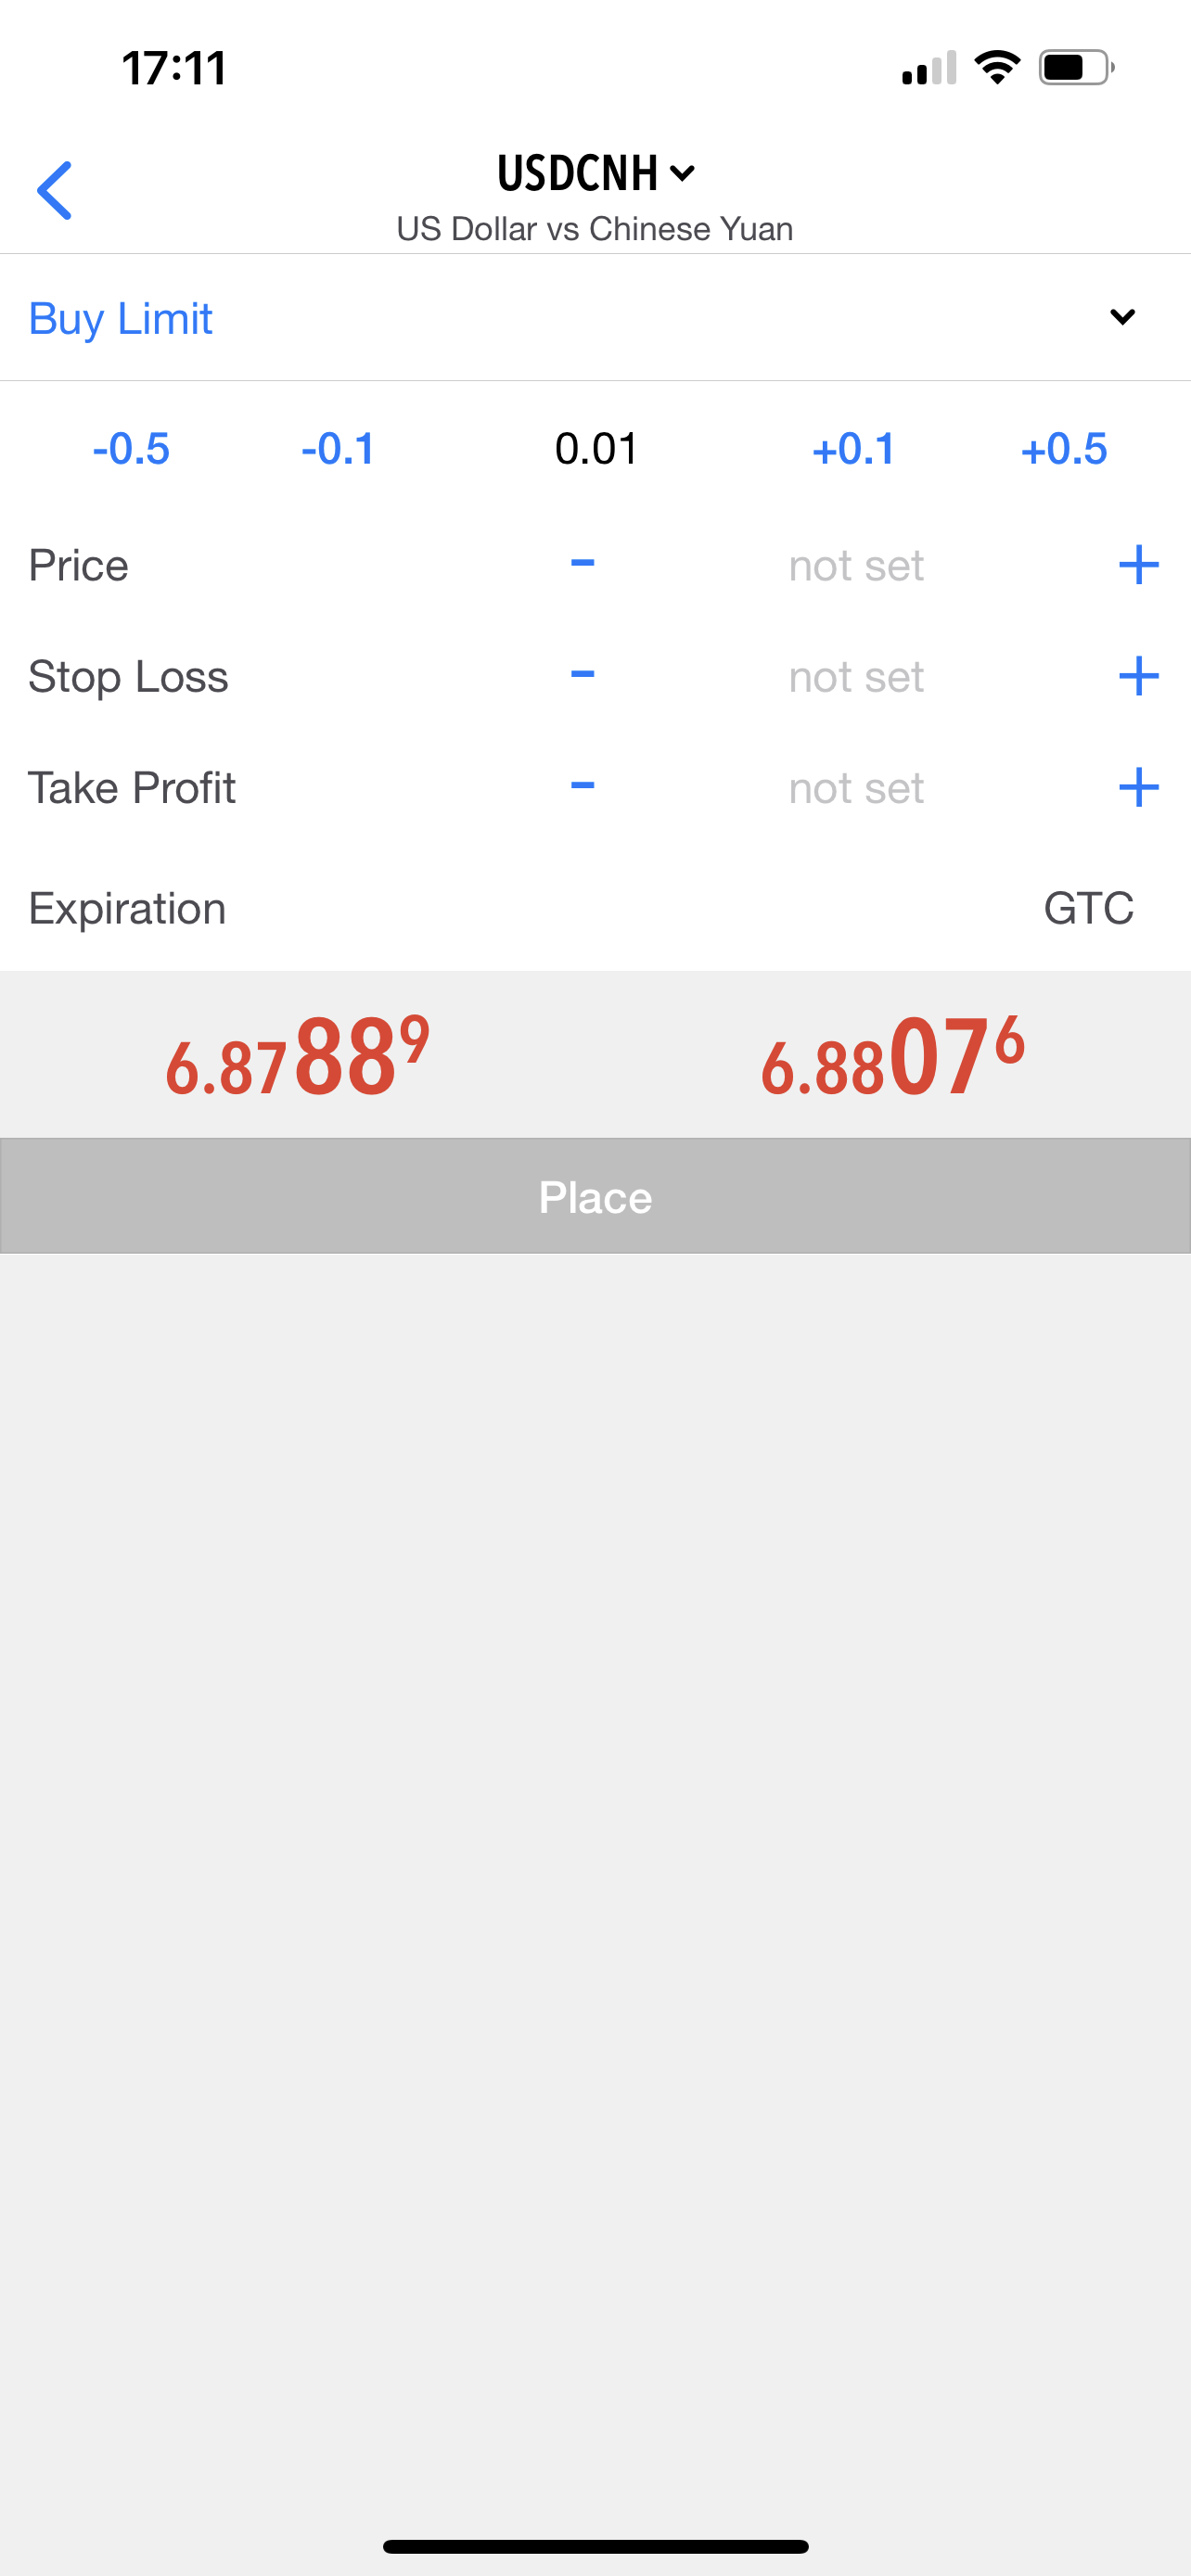 17:11
USDCNH
US Dollar vs Chinese Yuan
Buy Limit
-0.5 -0.1 0.01 +0.1 +0.5
Price - not set +
Stop Loss - not set +
Take Profit - not set +
Expiration GTC
6.87889 6.88076
Place